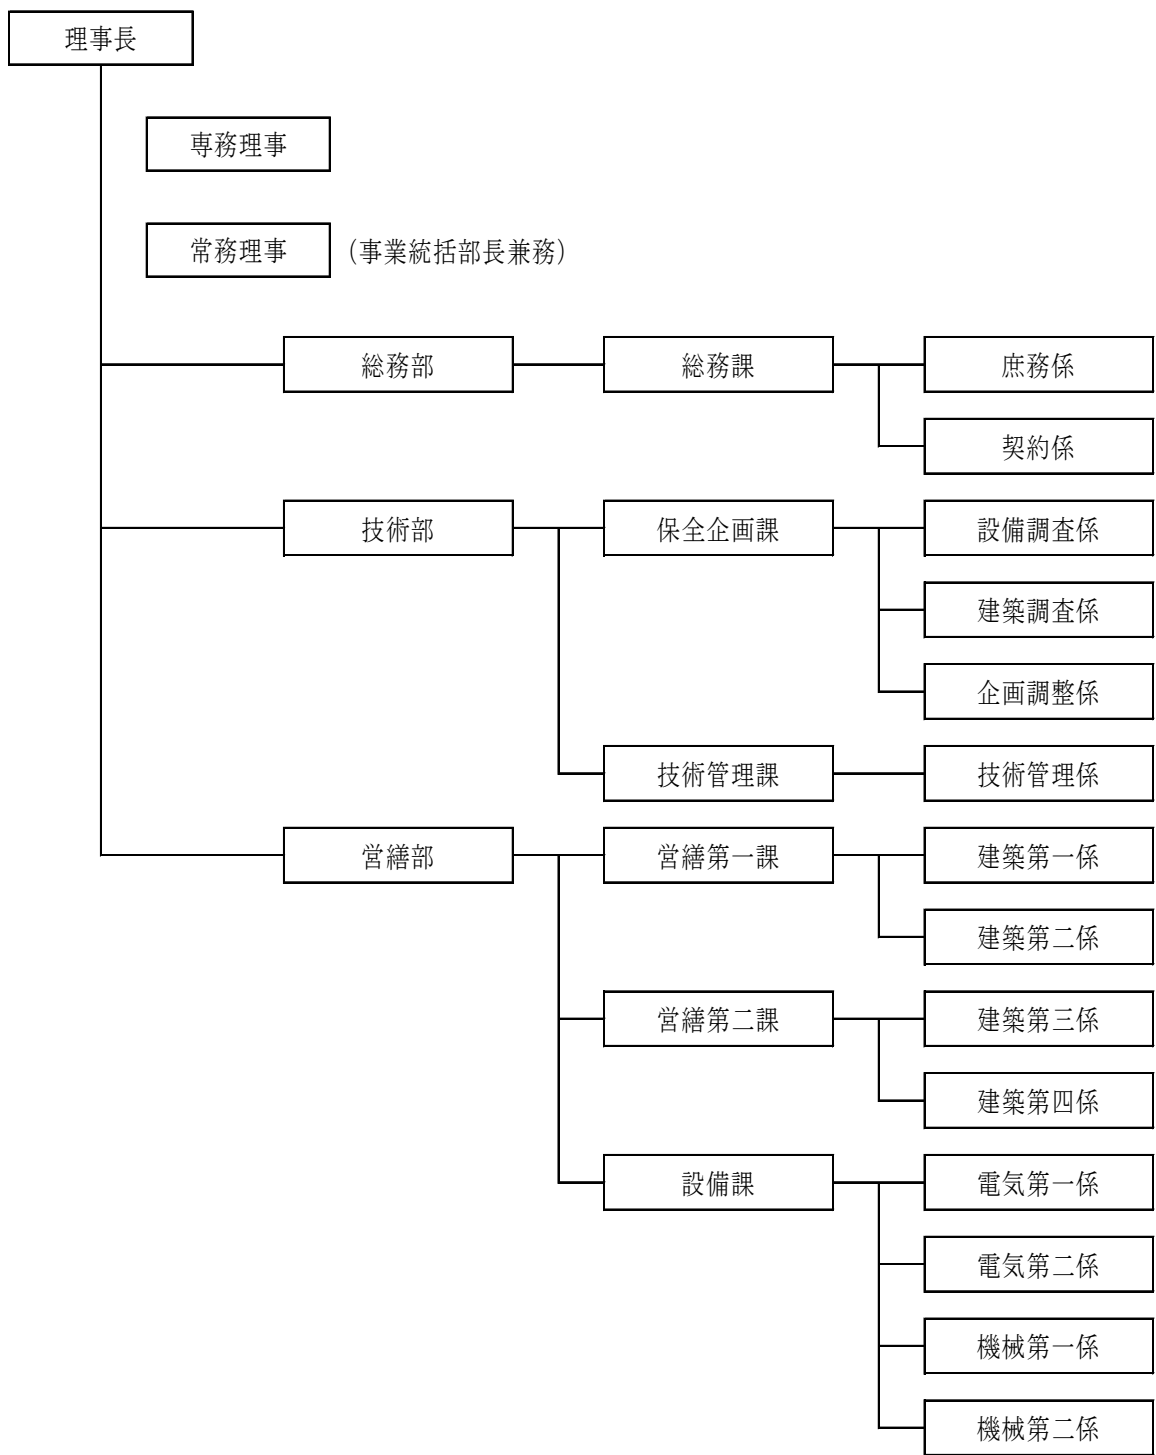 理事長
専務理事
常務理事 (事業統括部長兼務)
総務部 総務課 庶務係
契約係
技術部 保全企画課 設備調査係
建築調査係
企画調整係
技術管理課 技術管理係
営繕部 営繕第一課 建築第一係
建築第二係
営繕第二課 建築第三係
建築第四係
設備課 電気第一係
電気第二係
機械第一係
機械第二係